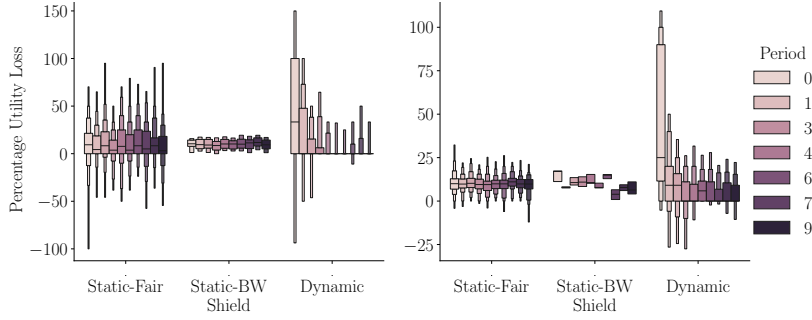 Percentage Utility Loss
150
100
50
0
−50
−100
Static-Fair
Static-BW
Dynamic
Shield
100
75
50
25
0
−25
Static-Fair
Static-BW
Dynamic
Shield
Period
0
1
3
4
6
7
9